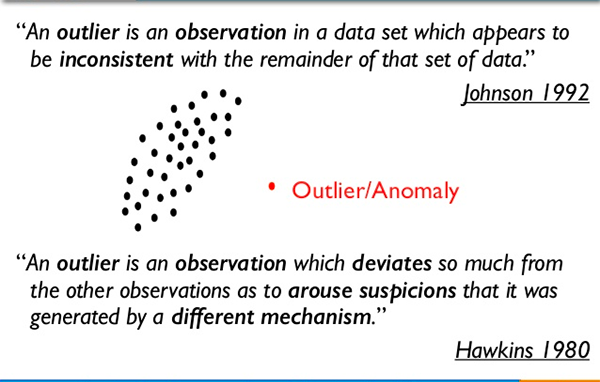 “An outlier is an observation in a data set which appears to
be inconsistent with the remainder of that set of data.”
Johnson 1992
Outlier/Anomaly
“An outlier is an observation which deviates so much from
the other observations as to arouse suspicions that it was
generated by a different mechanism.”
Hawkins 1980